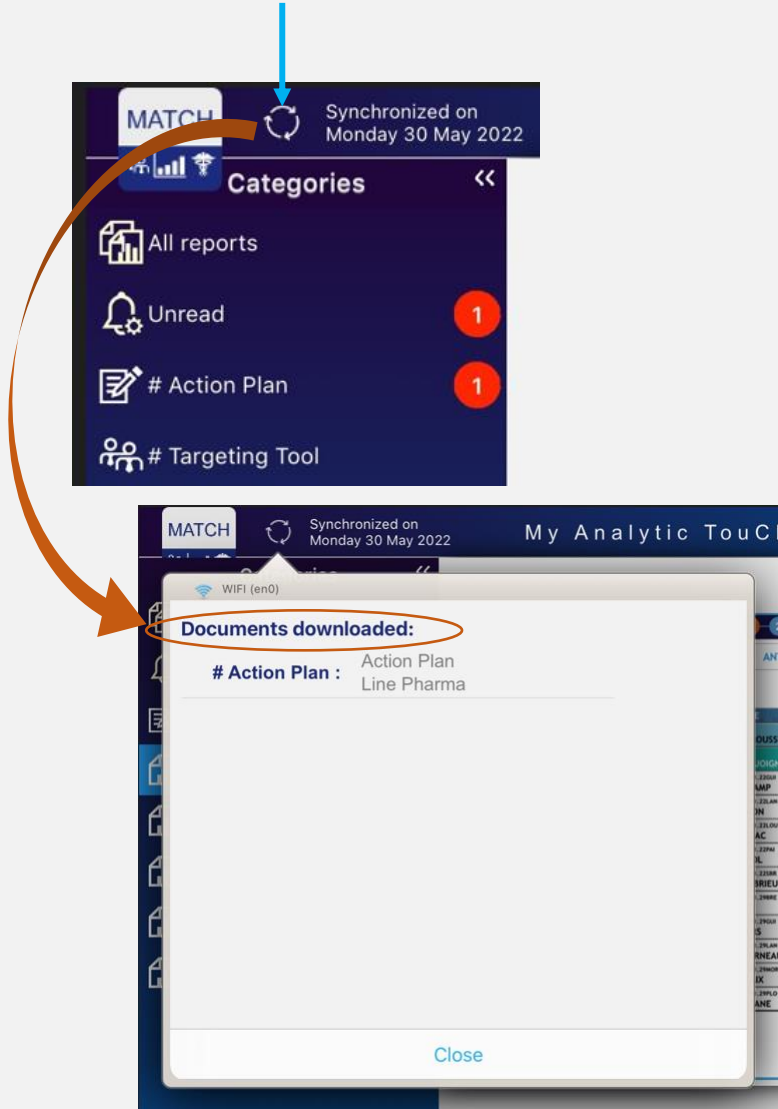 MATCH
Synchronized on
Monday 30 May 2022
Categories
All reports
Unread
1
# Action Plan
1
# Targeting Tool
MATCH
Synchronized on
Monday 30 May 2022
My Analytic
WIFI (en0)
Documents downloaded:
# Action Plan :
Action Plan
Line Pharma
Close